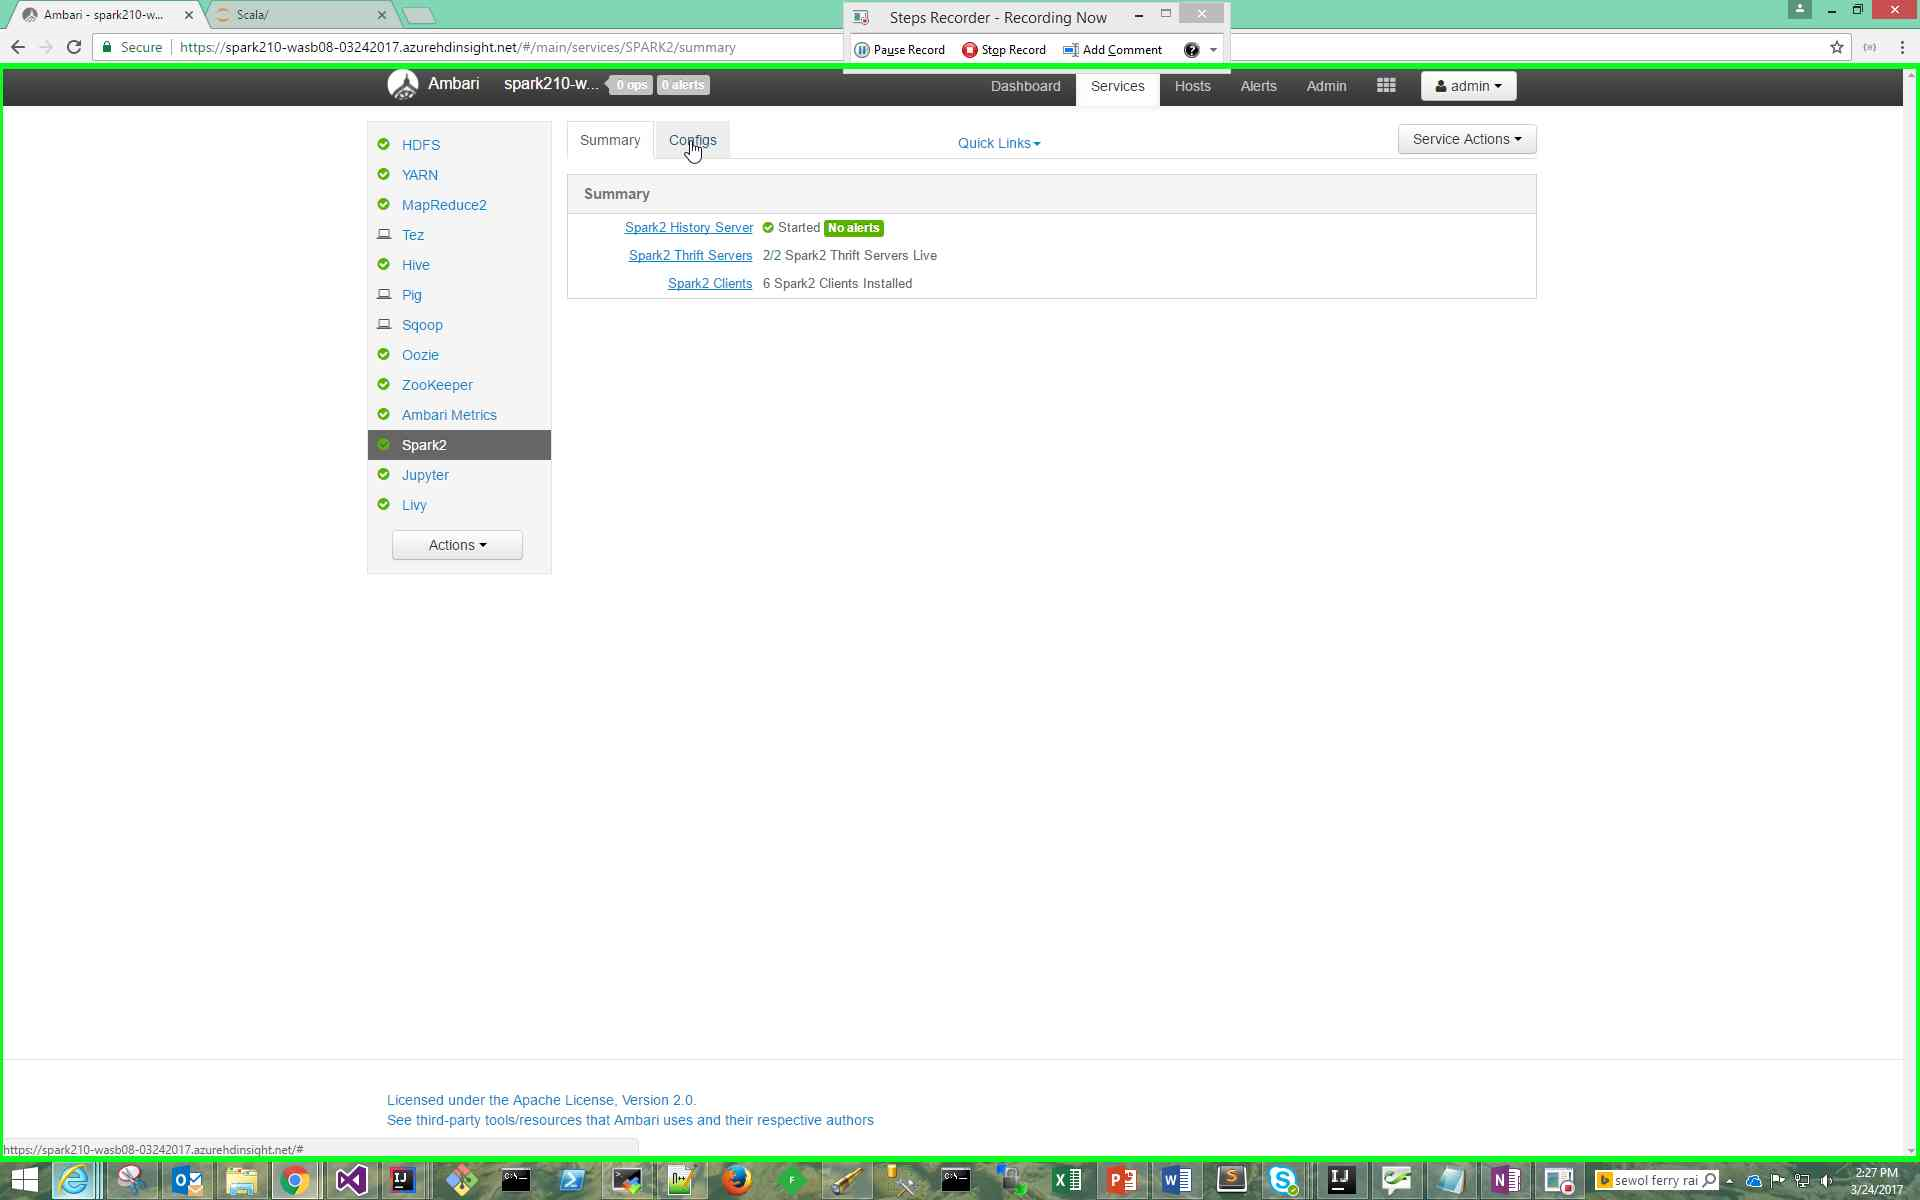 Ambari - spark210-w...
Scala/
Steps Recorder - Recording Now
Secure
https://spark210-wasb08-03242017.azurehdinsight.net/#/main/services/SPARK2/summary
Pause Record
Stop Record
Add Comment
Ambari
spark210-w...
0 ops
0 alerts
Dashboard
Services
Hosts
Alerts
Admin
admin
HDFS
YARN
MapReduce2
Tez
Hive
Pig
Sqoop
Oozie
ZooKeeper
Ambari Metrics
Spark2
Jupyter
Livy
Actions
Summary
Configs
Quick Links
Service Actions
Summary
Spark2 History Server Started No alerts
Spark2 Thrift Servers 2/2 Spark2 Thrift Servers Live
Spark2 Clients 6 Spark2 Clients Installed
Licensed under the Apache License, Version 2.0.
See third-party tools/resources that Ambari uses and their respective authors
https://spark210-wasb08-03242017.azurehdinsight.net/#
sewol ferry rai
2:27 PM
3/24/2017